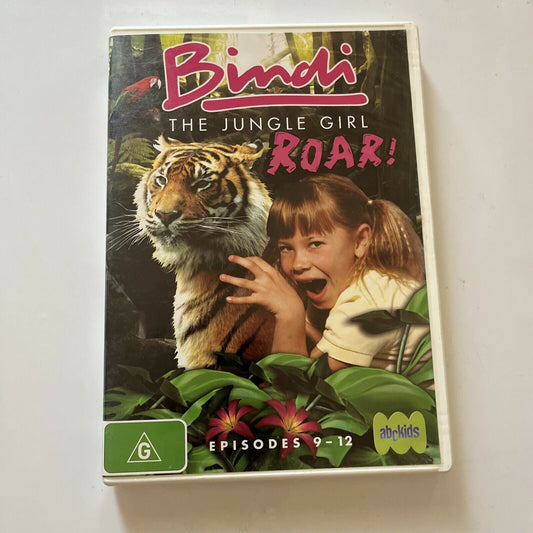 Bindi
THE JUNGLE GIRL
ROAR!
EPISODES 9-12
G
abckids